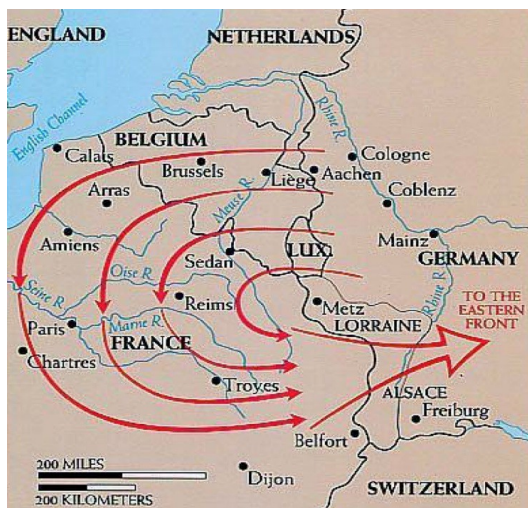 ENGLAND
NETHERLANDS
English Channel
Rhine R.
BELGIUM
Calais
Cologne
Brussels
Liège
Aachen
Arras
Meuse R.
Coblenz
Amiens
Mainz
Sedan
LUX.
GERMANY
Oise R.
Seine R.
Reims
Metz
Rhine R.
TO THE
EASTERN
FRONT
LORRAINE
Paris
Marne R.
FRANCE
Chartres
Troyes
ALSACE
Freiburg
Belfort
200 MILES
Dijon
200 KILOMETERS
SWITZERLAND